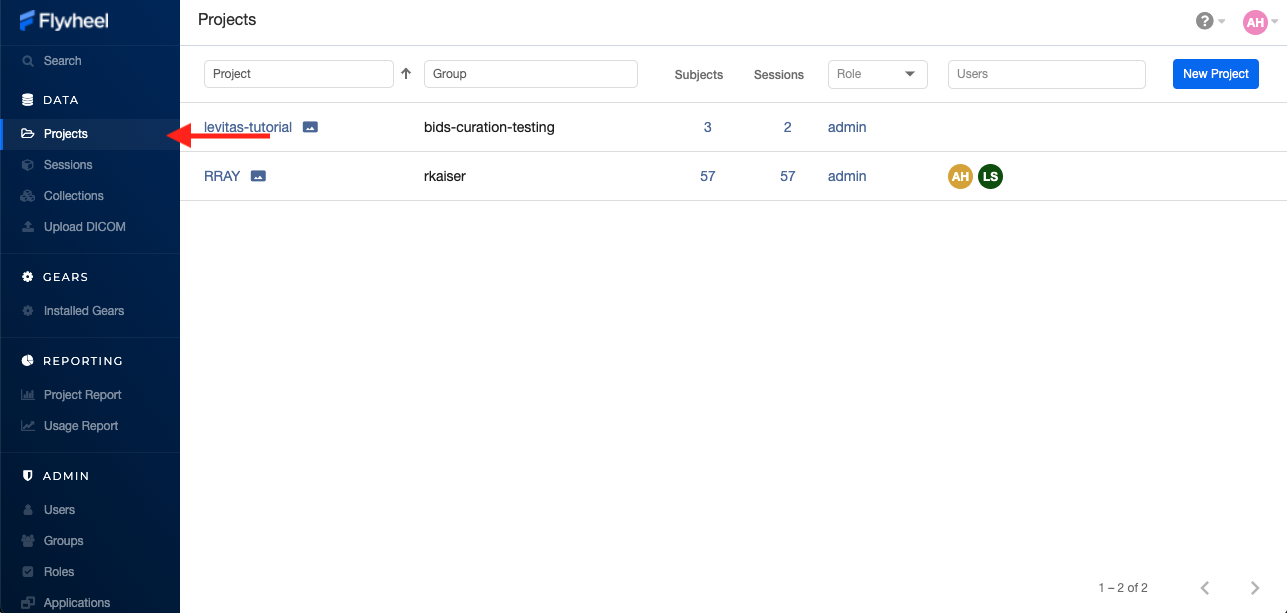 Flywheel
Projects
?
AH
Search
DATA
Projects
Sessions
Collections
Upload DICOM
GEARS
Installed Gears
REPORTING
Project Report
Usage Report
ADMIN
Users
Groups
Roles
Applications
Project Group Subjects Sessions Role Users New Project
levitas-tutorial bids-curation-testing 3 2 admin
RRAY rkaiser 57 57 admin AH LS
1 – 2 of 2